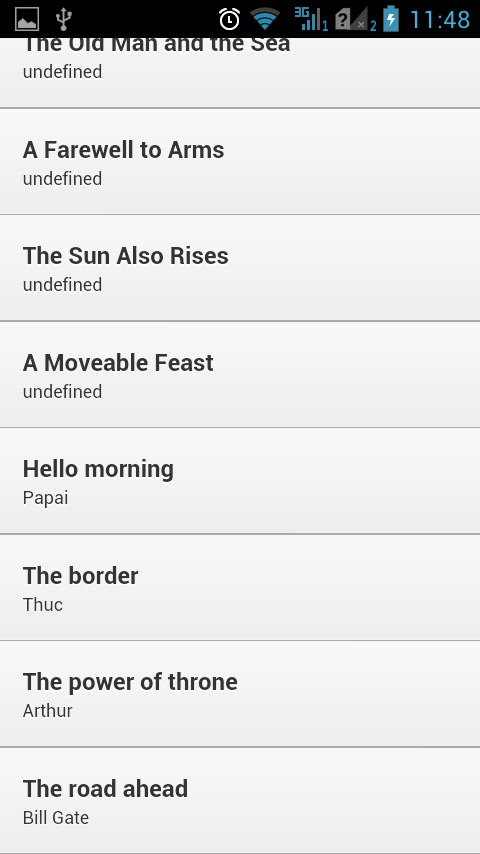 3G 1 ? 2 11:48
The Old Man and the Sea
undefined
A Farewell to Arms
undefined
The Sun Also Rises
undefined
A Moveable Feast
undefined
Hello morning
Papai
The border
Thuc
The power of throne
Arthur
The road ahead
Bill Gate